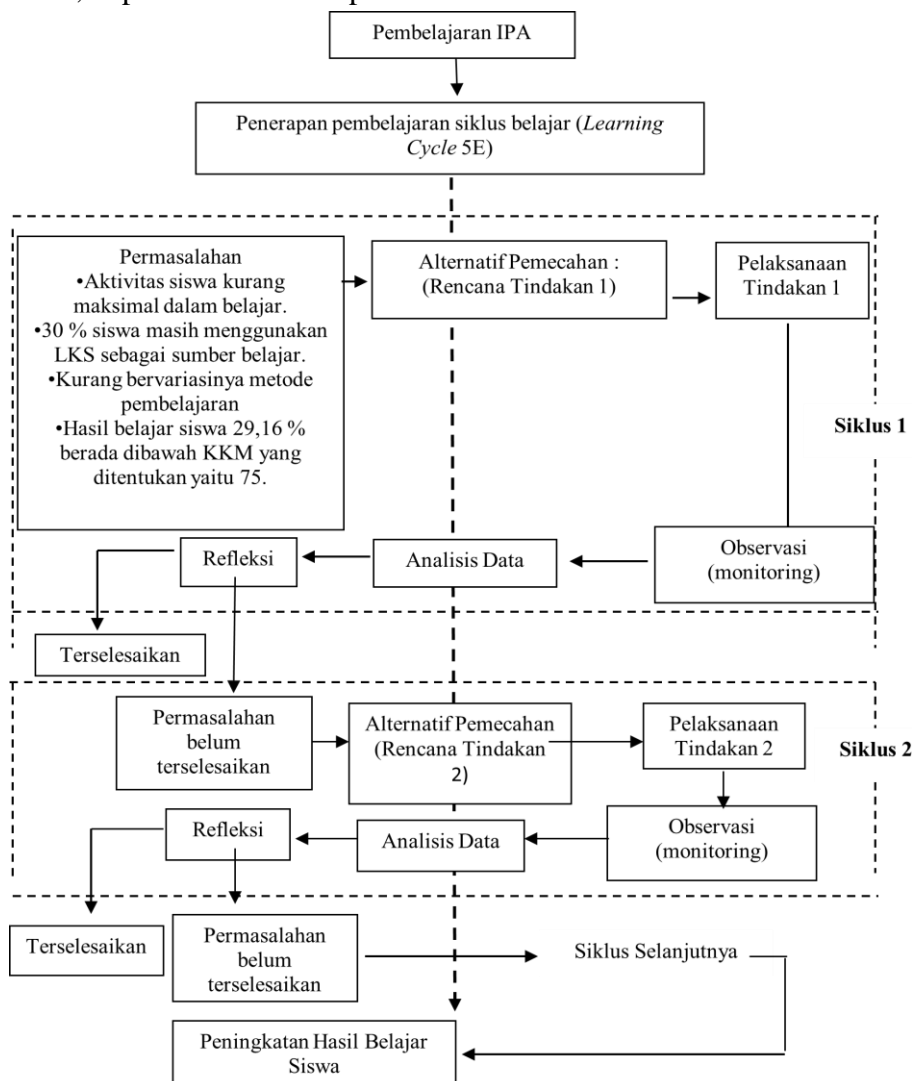 Pembelajaran IPA
Penerapan pembelajaran siklus belajar (Learning
Cycle 5E)
Permasalahan
•Aktivitas siswa kurang
maksimal dalam belajar.
•30 % siswa masih menggunakan
LKS sebagai sumber belajar.
•Kurang bervariasinya metode
pembelajaran
•Hasil belajar siswa 29,16 %
berada dibawah KKM yang
ditentukan yaitu 75.
Alternatif Pemecahan :
(Rencana Tindakan 1)
Pelaksanaan
Tindakan 1
Siklus 1
Observasi
(monitoring)
Analisis Data
Refleksi
Terselesaikan
Permasalahan
belum
terselesaikan
Alternatif Pemecahan
(Rencana Tindakan
2)
Pelaksanaan
Tindakan 2
Siklus 2
Observasi
(monitoring)
Analisis Data
Refleksi
Terselesaikan
Permasalahan
belum
terselesaikan
Siklus Selanjutnya
Peningkatan Hasil Belajar
Siswa